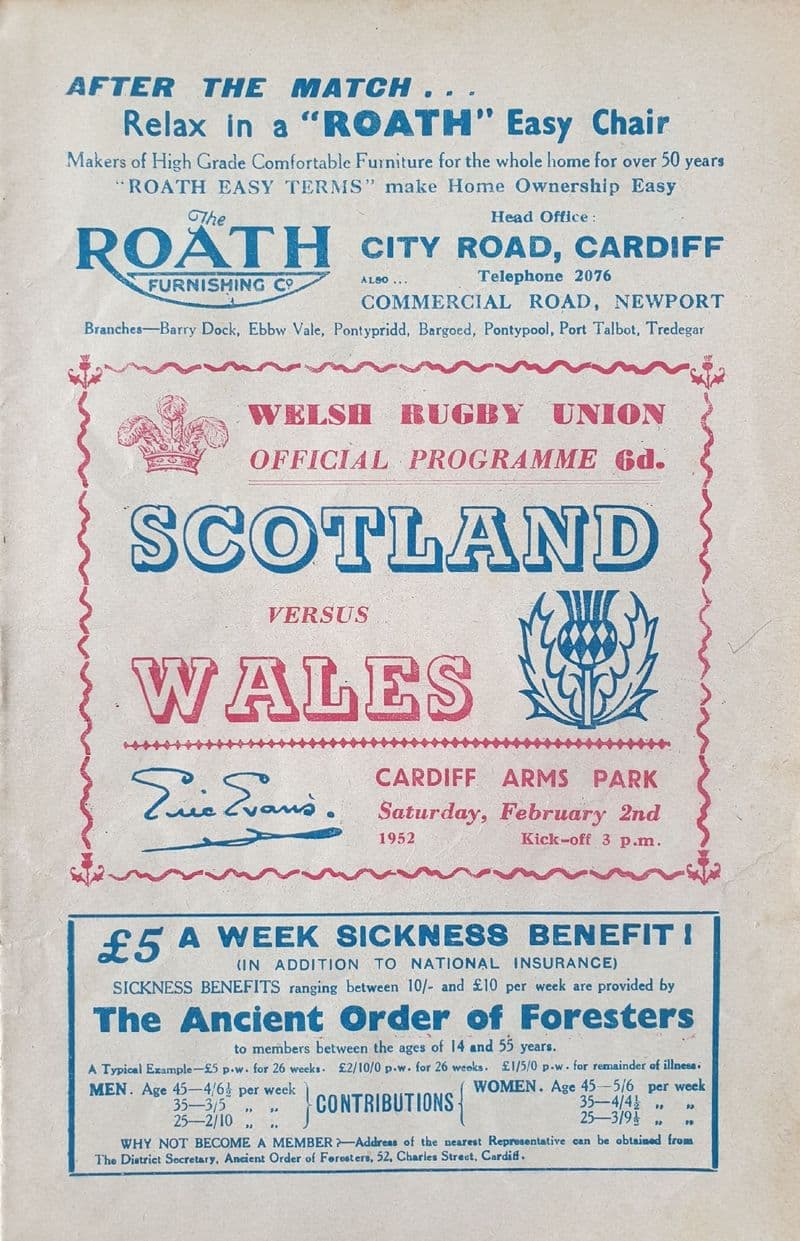 AFTER THE MATCH . . .
Relax in a "ROATH" Easy Chair
Makers of High Grade Comfortable Furniture for the whole home for over 50 years
"ROATH EASY TERMS" make Home Ownership Easy
The
ROATH
FURNISHING Co
Head Office :
CITY ROAD, CARDIFF
ALSO ... Telephone 2076
COMMERCIAL ROAD, NEWPORT
Branches—Barry Dock, Ebbw Vale, Pontypridd, Bargoed, Pontypool, Port Talbot, Tredegar
WELSH RUGBY UNION
OFFICIAL PROGRAMME 6d.
SCOTLAND
VERSUS
WALES
Eric Evans.
CARDIFF ARMS PARK
Saturday, February 2nd
1952 Kick-off 3 p.m.
£5 A WEEK SICKNESS BENEFIT !
(IN ADDITION TO NATIONAL INSURANCE)
SICKNESS BENEFITS ranging between 10/- and £10 per week are provided by
The Ancient Order of Foresters
to members between the ages of 14 and 55 years.
A Typical Example—£5 p.w. for 26 weeks. £2/10/0 p.w. for 26 weeks. £1/5/0 p.w. for remainder of illness.
MEN. Age 45—4/6½ per week
35—3/5 „ „
25—2/10 „ „
CONTRIBUTIONS
WOMEN. Age 45—5/6 per week
35—4/4½ „ „
25—3/9½ „ „
WHY NOT BECOME A MEMBER ?—Address of the nearest Representative can be obtained from
The District Secretary, Ancient Order of Foresters, 52, Charles Street, Cardiff.